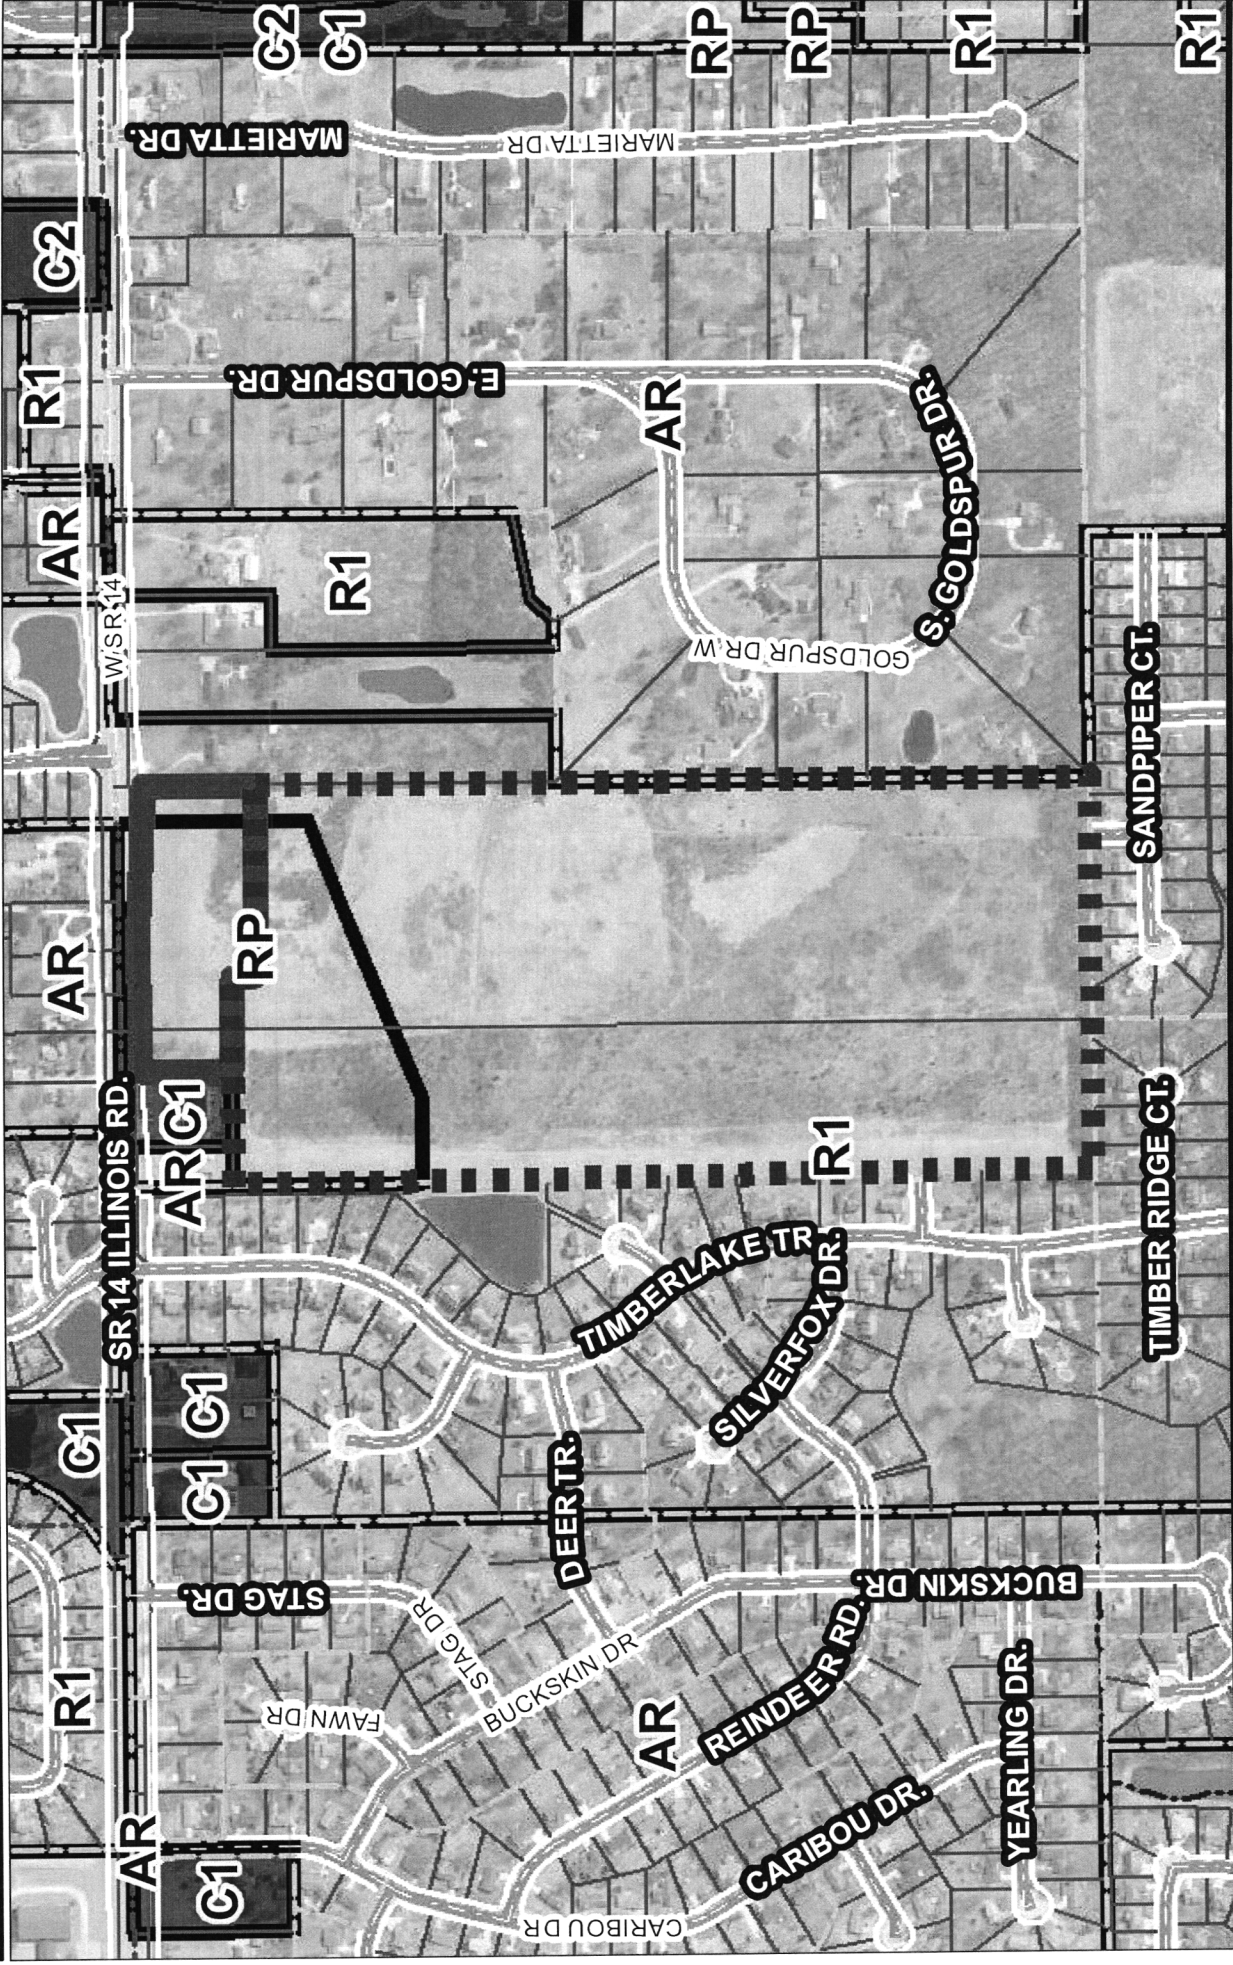 C2
C1
RP
RP
R1
R1
MARIETTA DR.
MARIETTA DR
C2
R1
E. GOLDSPUR DR.
AR
S. GOLDSPUR DR.
AR
R1
W SR 14
GOLDSPUR DR W
SANDPIPER CT.
AR
RP
SR 14 ILLINOIS RD.
C1
AR
R1
TIMBER RIDGE CT.
TIMBERLAKE TR
SILVERFOX DR.
C1
C1
C1
DEER TR.
STAG DR.
STAG DR
BUCKSKIN DR.
BUCKSKIN DR
R1
FAWN DR
AR
REINDEER RD.
YEARLING DR.
CARIBOU DR.
AR
C1
CARIBOU DR